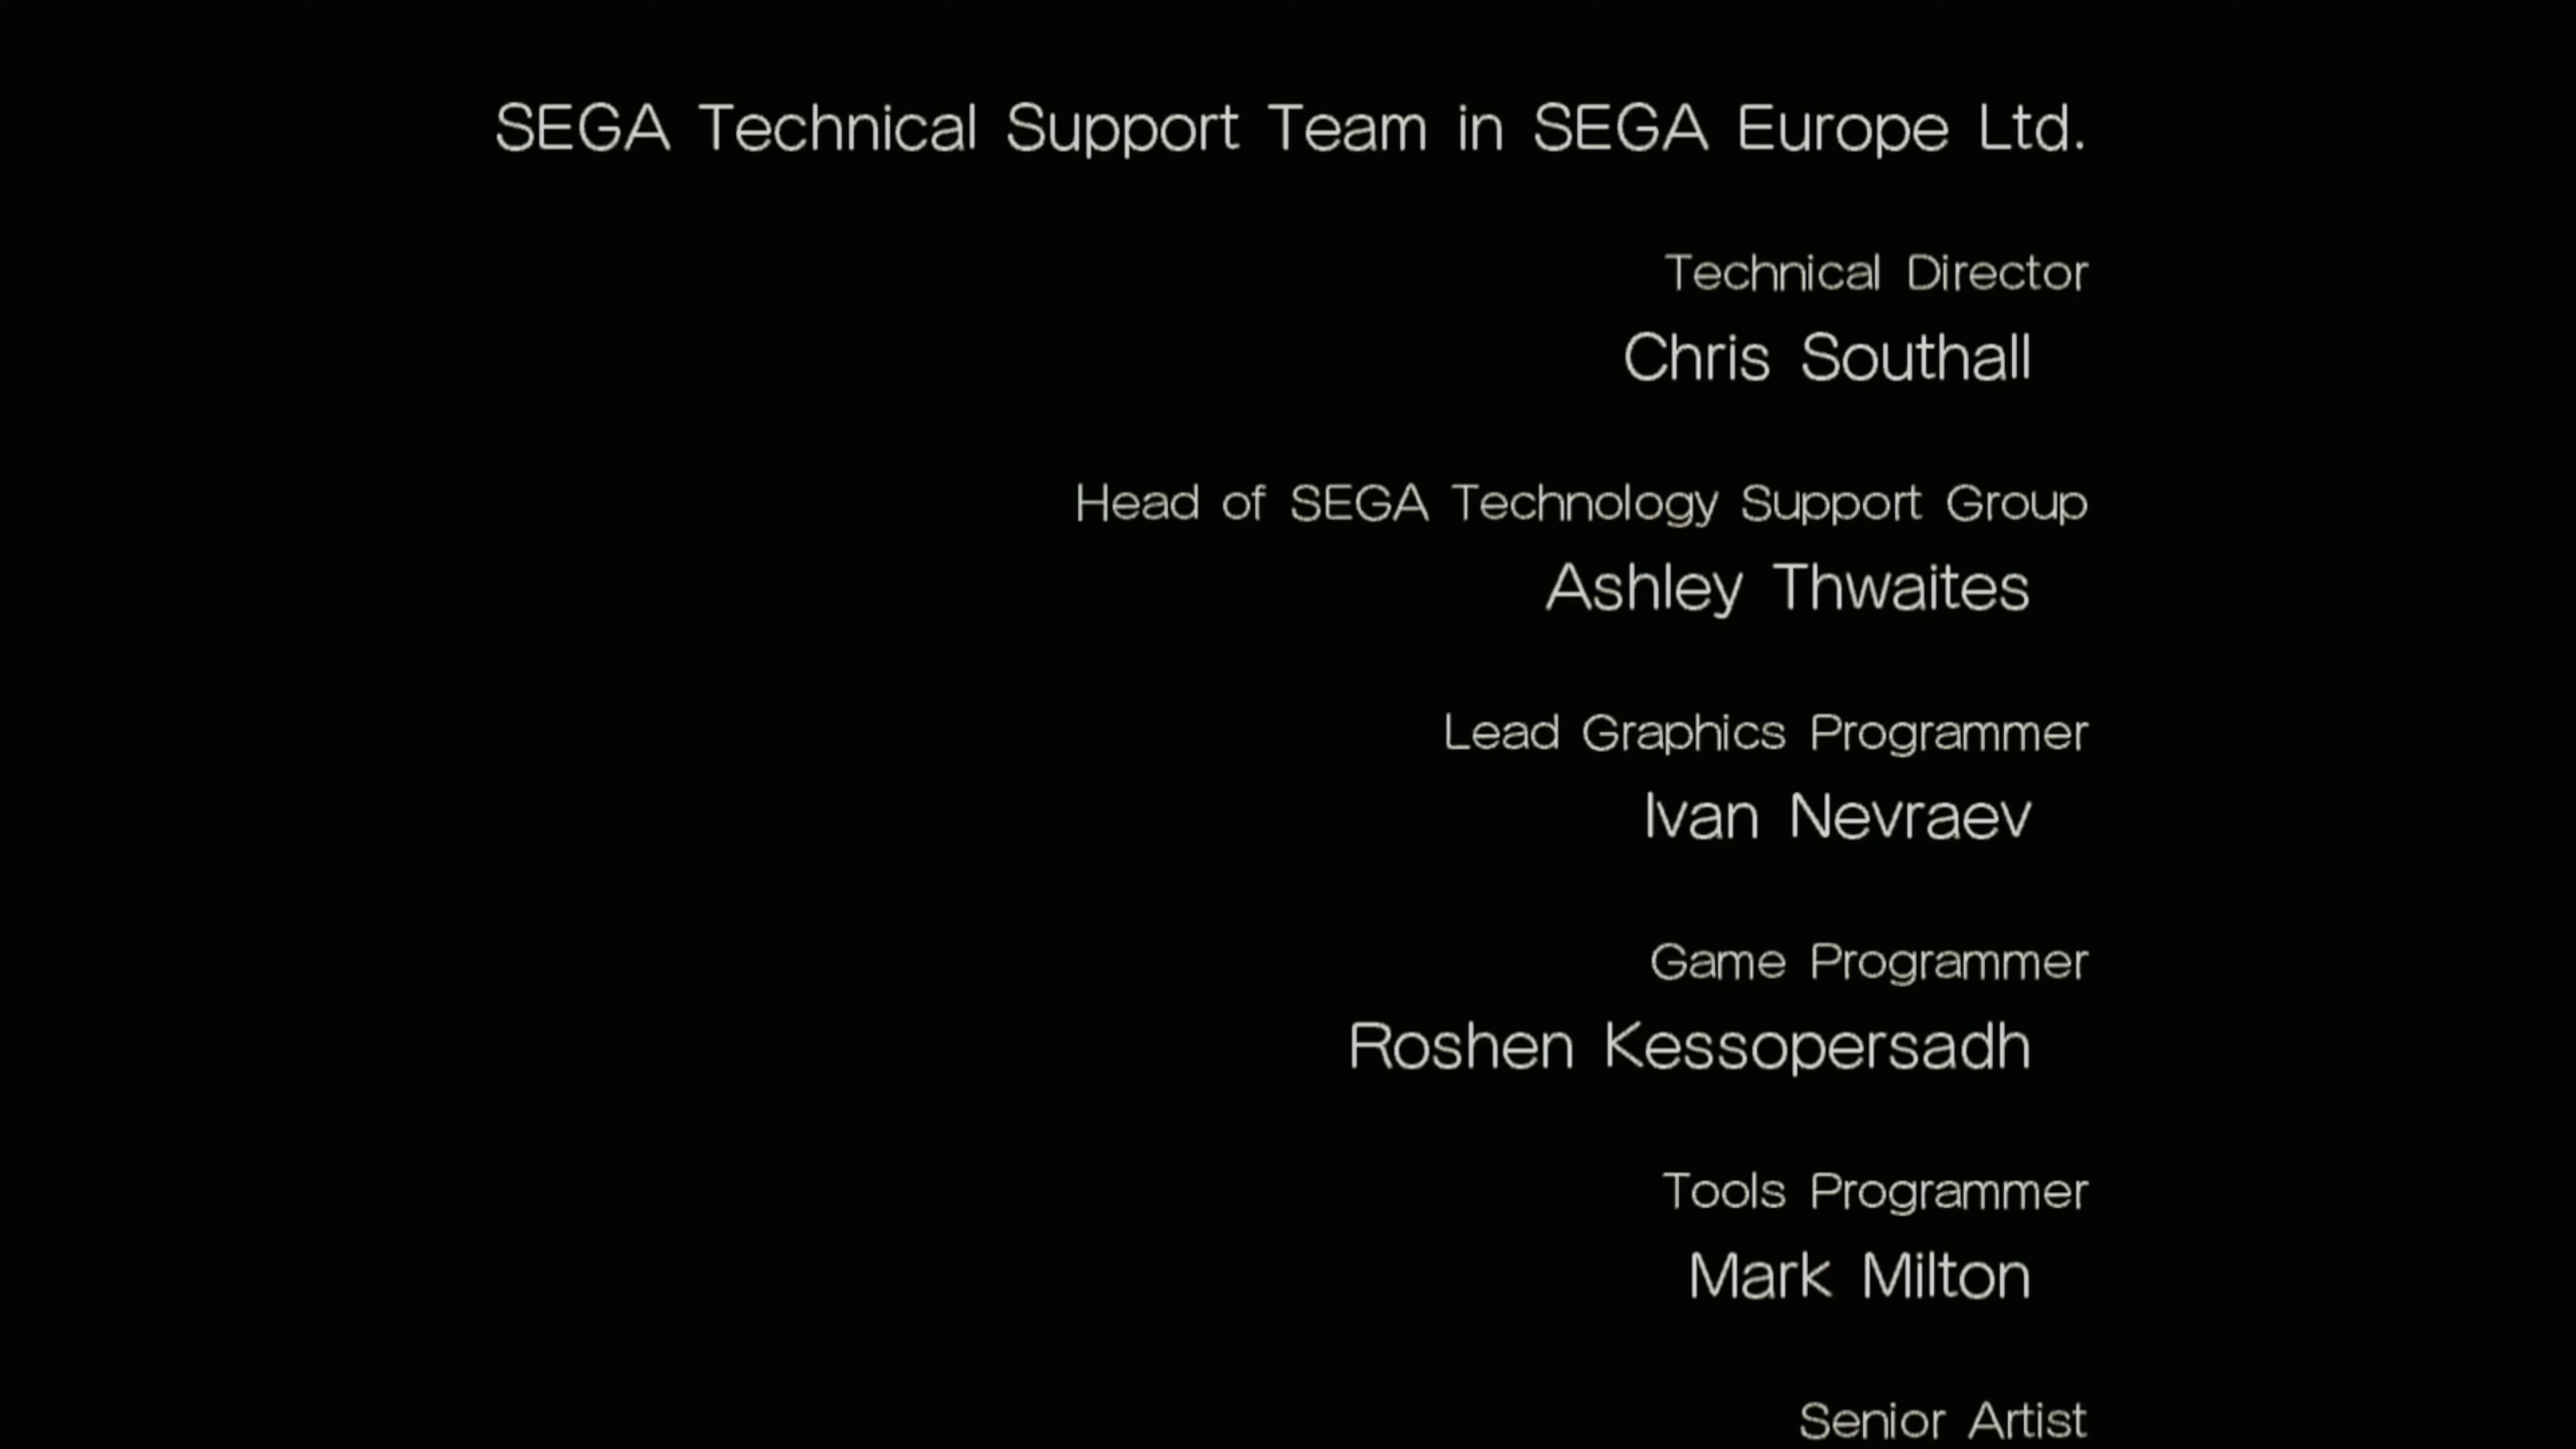 SEGA Technical Support Team in SEGA Europe Ltd.
Technical Director
Chris Southall
Head of SEGA Technology Support Group
Ashley Thwaites
Lead Graphics Programmer
Ivan Nevraev
Game Programmer
Roshen Kessopersadh
Tools Programmer
Mark Milton
Senior Artist